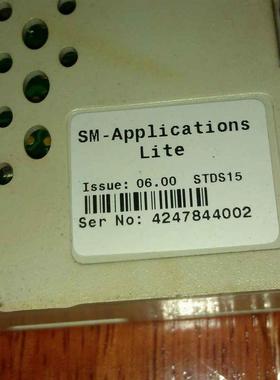 SM-Applications
Lite
Issue: 06.00 STDS15
Ser No: 4247844002